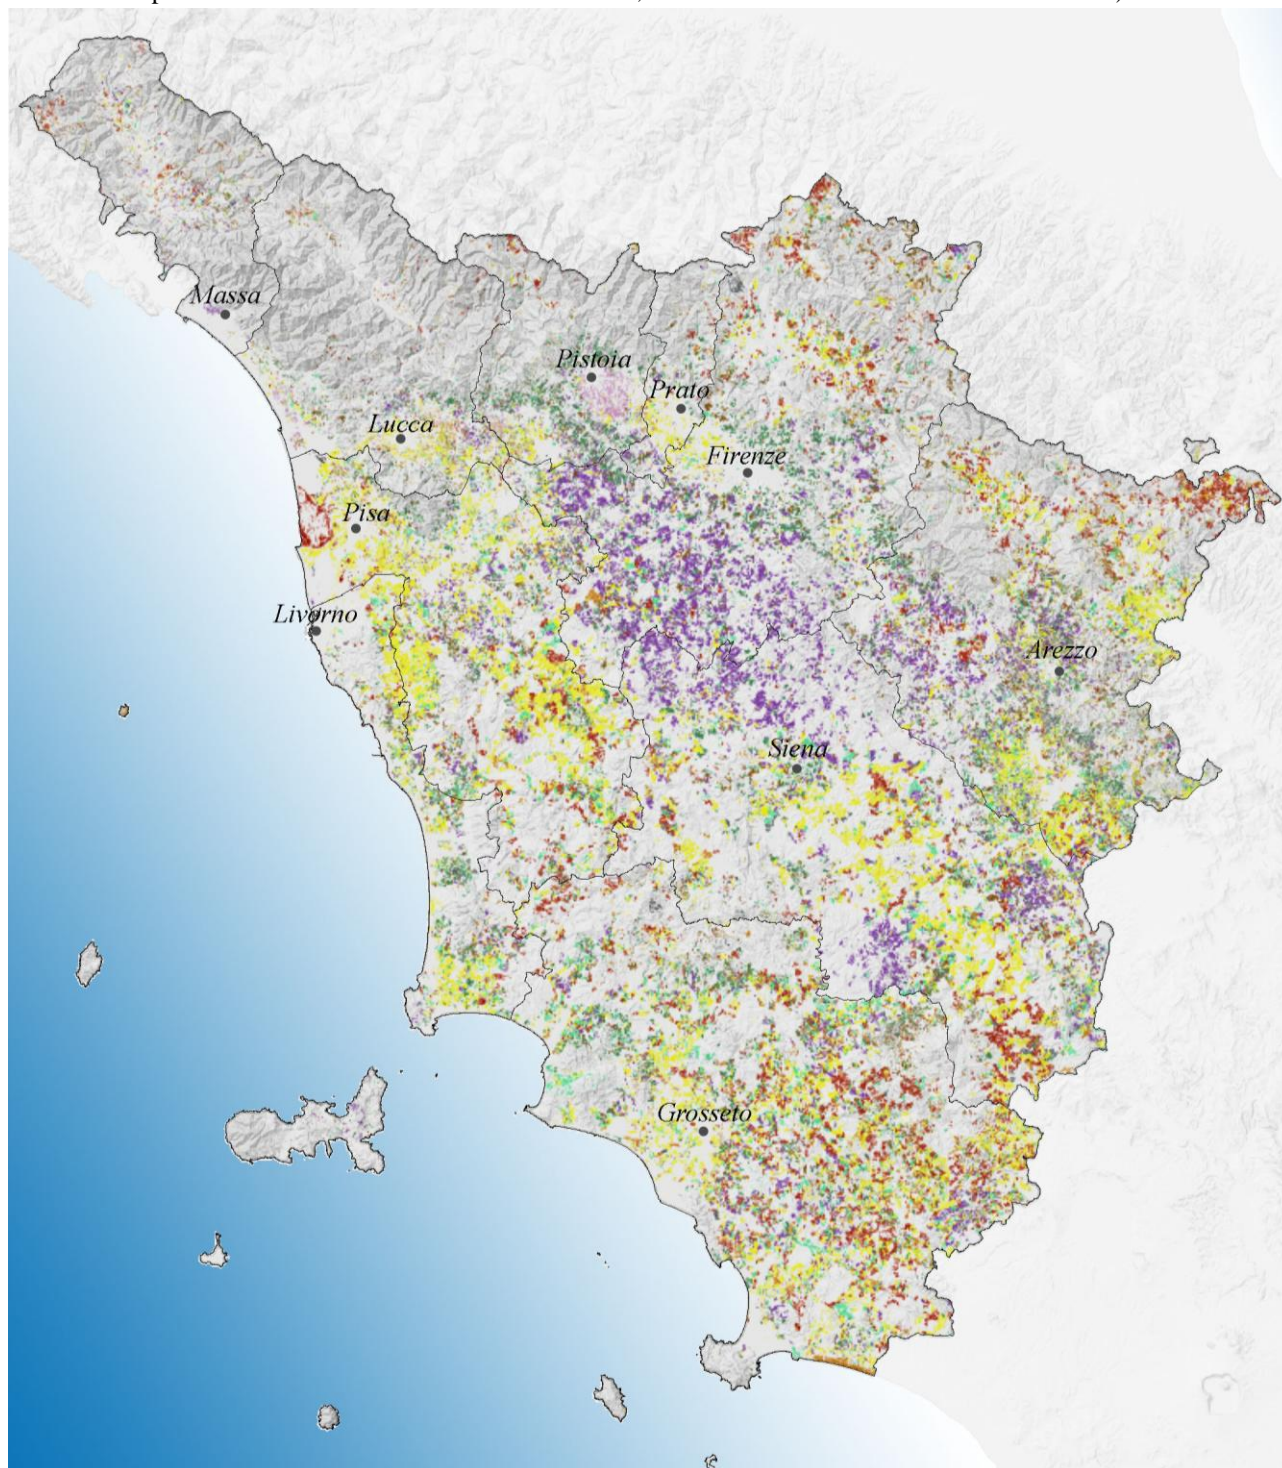 Massa
Pistoia
Prato
Lucca
Firenze
Pisa
Livorno
Arezzo
Siena
Grosseto